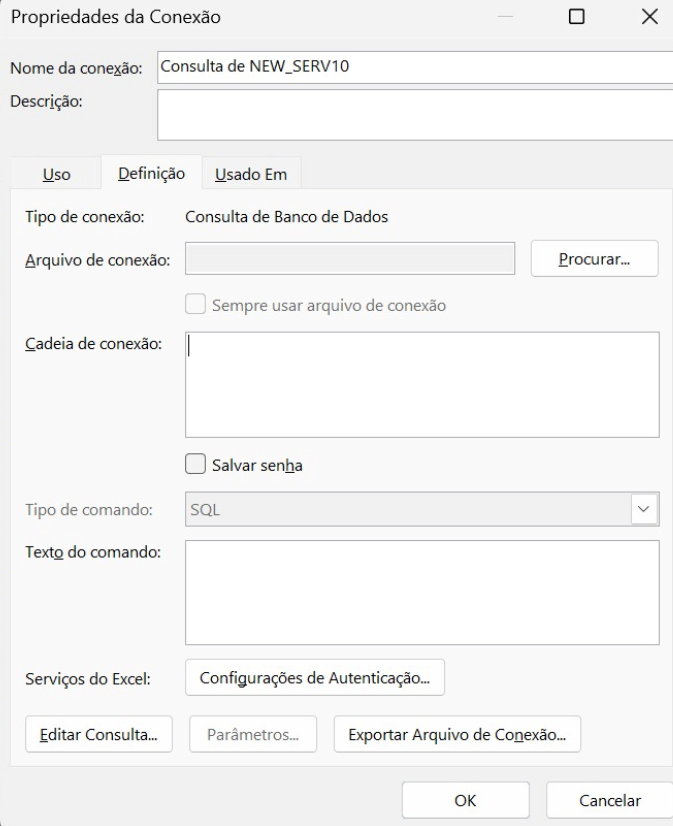 Propriedades da Conexão
Nome da conexão: Consulta de NEW_SERV10
Descrição:
Uso Definição Usado Em
Tipo de conexão: Consulta de Banco de Dados
Arquivo de conexão: Procurar...
Sempre usar arquivo de conexão
Cadeia de conexão:
Salvar senha
Tipo de comando: SQL
Texto do comando:
Serviços do Excel: Configurações de Autenticação...
Editar Consulta... Parâmetros... Exportar Arquivo de Conexão...
OK Cancelar